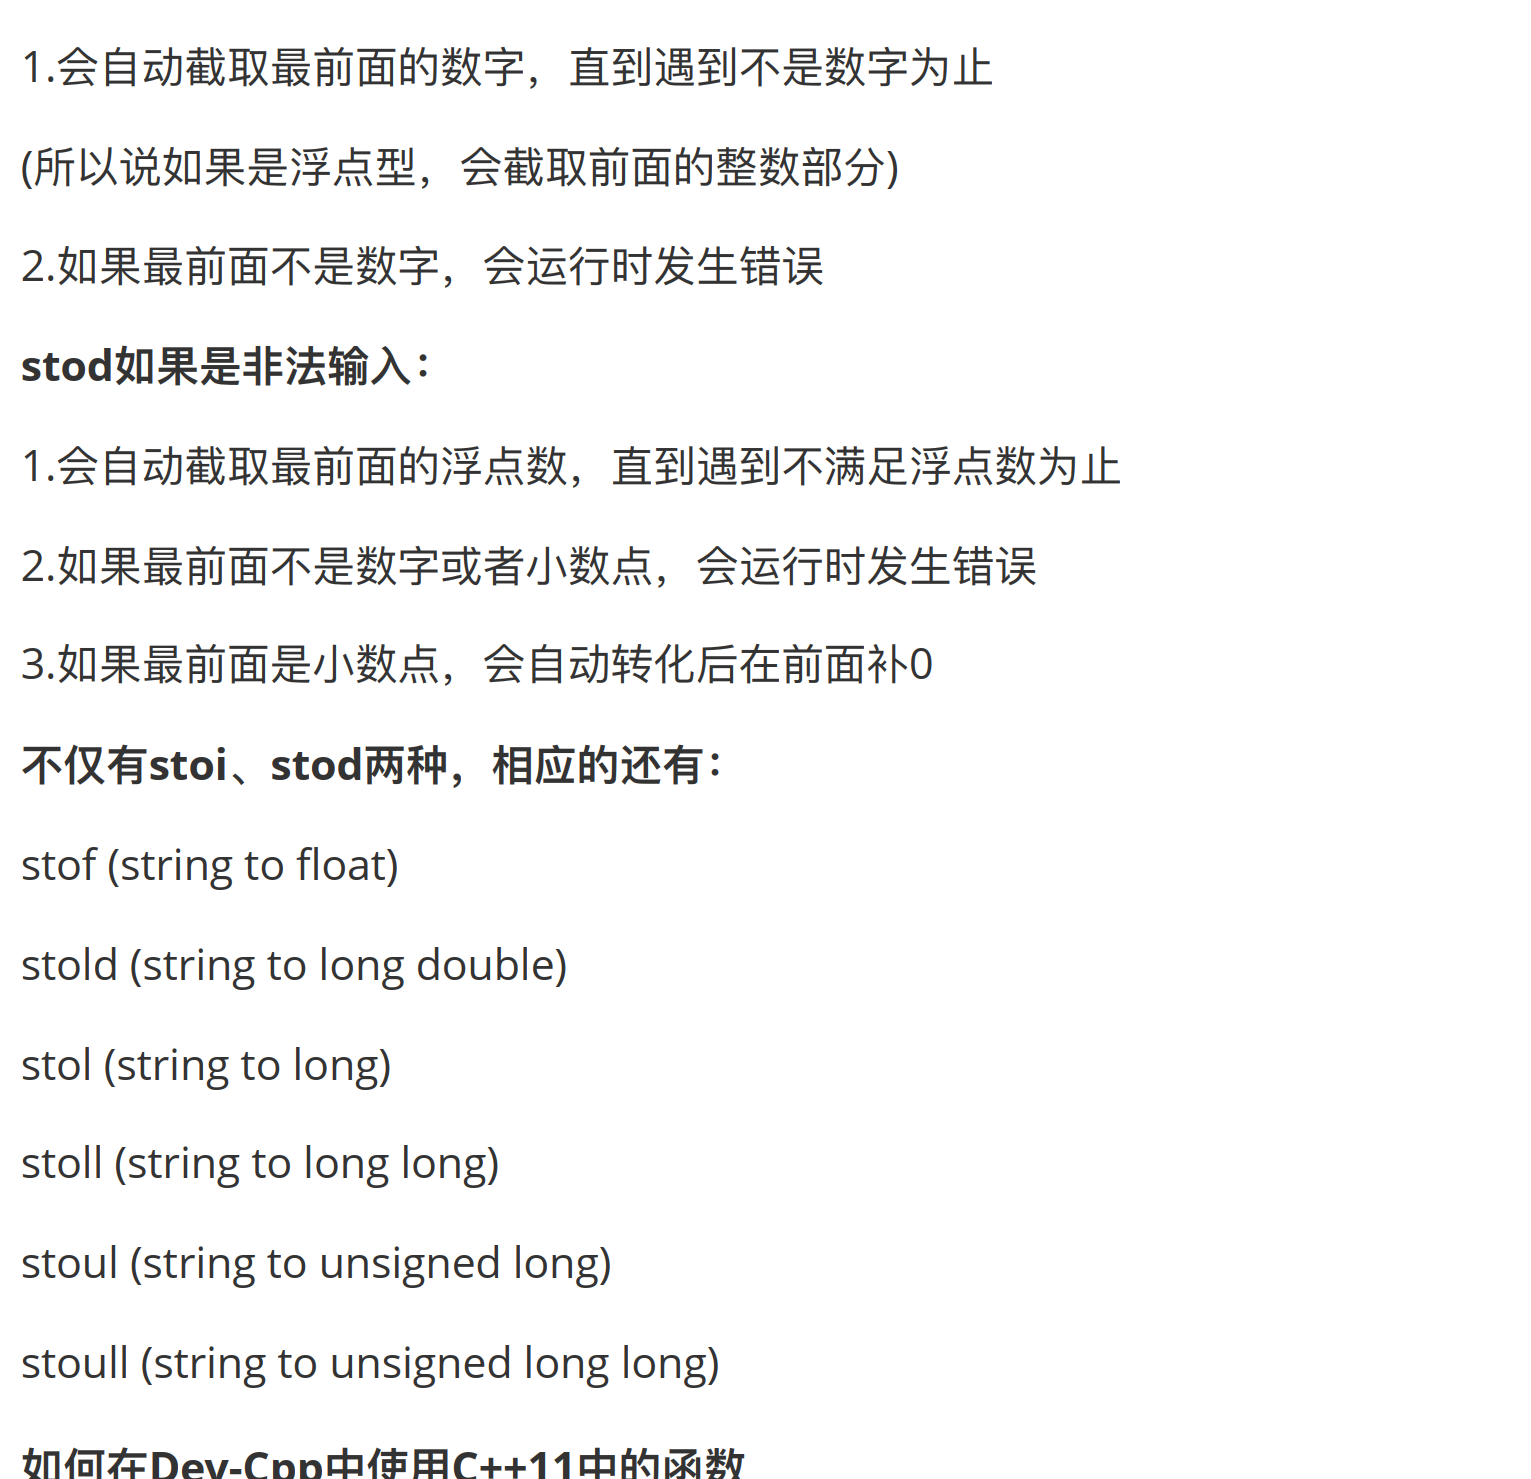 1.会自动截取最前面的数字，直到遇到不是数字为止
(所以说如果是浮点型，会截取前面的整数部分)
2.如果最前面不是数字，会运行时发生错误
stod如果是非法输入：
1.会自动截取最前面的浮点数，直到遇到不满足浮点数为止
2.如果最前面不是数字或者小数点，会运行时发生错误
3.如果最前面是小数点，会自动转化后在前面补0
不仅有stoi、stod两种，相应的还有：
stof (string to float)
stold (string to long double)
stol (string to long)
stoll (string to long long)
stoul (string to unsigned long)
stoull (string to unsigned long long)
如何在Dev-Cpp中使用C++11中的函数